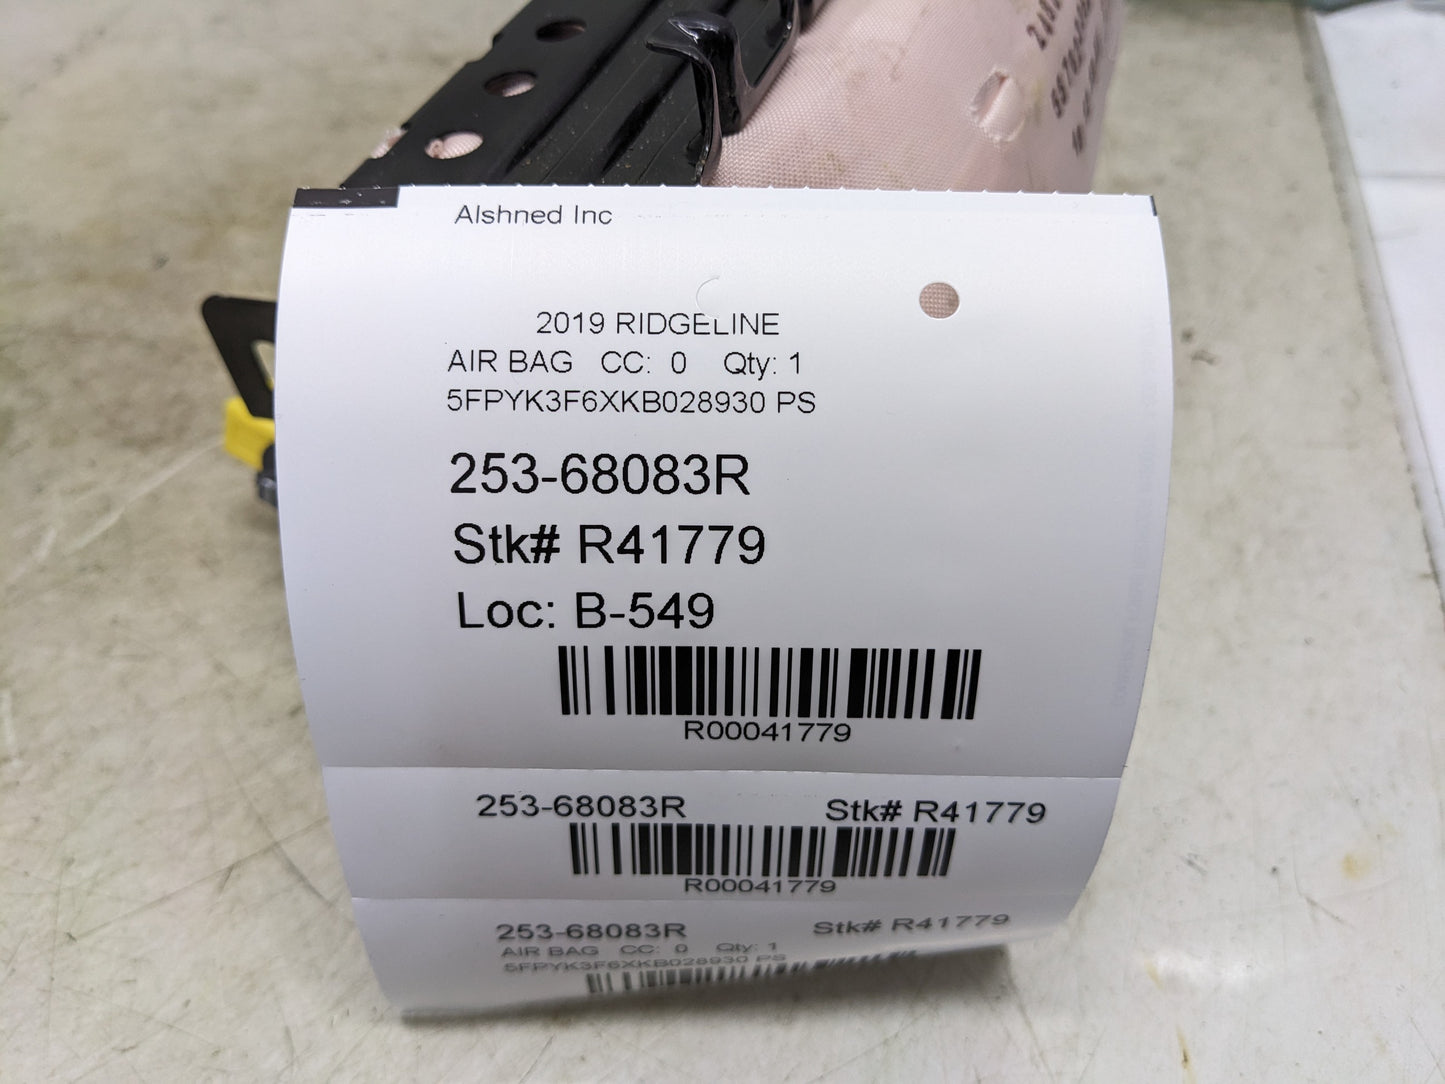 Alshned Inc
2019 RIDGELINE
AIR BAG CC: 0 Qty: 1
5FPYK3F6XKB028930 PS
253-68083R
Stk# R41779
Loc: B-549
R00041779
253-68083R Stk# R41779
R00041779
253-68083R Stk# R41779
AIR BAG CC: 0 Qty: 1
5FPYK3F6XKB028930 PS